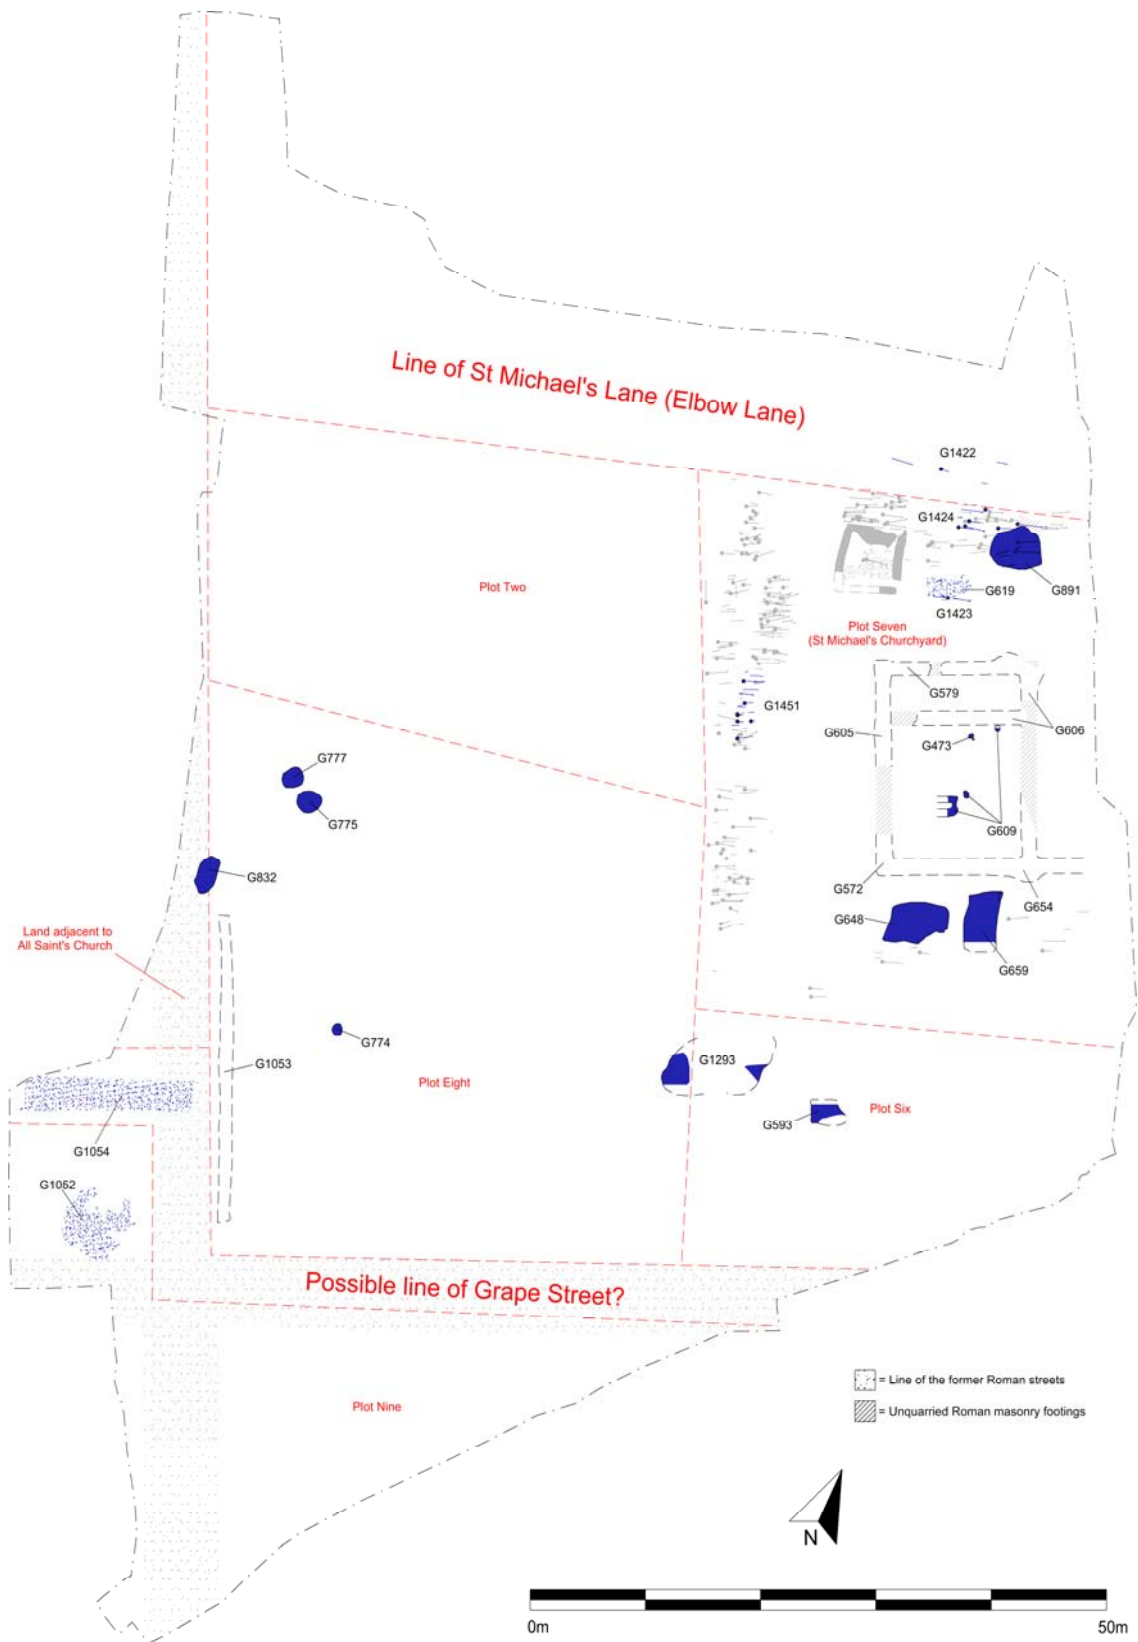 Line of St Michael's Lane (Elbow Lane)
G1422
G1424
Plot Two
G619
G891
G1423
Plot Seven
(St Michael's Churchyard)
G579
G1451
G605
G606
G473
G777
G775
G609
G832
G572
G654
G648
Land adjacent to
All Saint's Church
G659
G774
G1053
G1293
Plot Eight
Plot Six
G593
G1054
G1052
Possible line of Grape Street?
= Line of the former Roman streets
Plot Nine
= Unquarried Roman masonry footings
N
0m
50m